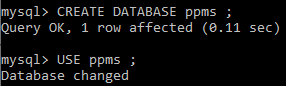 mysql> CREATE DATABASE ppms ;
Query OK, 1 row affected (0.11 sec)
mysql> USE ppms ;
Database changed